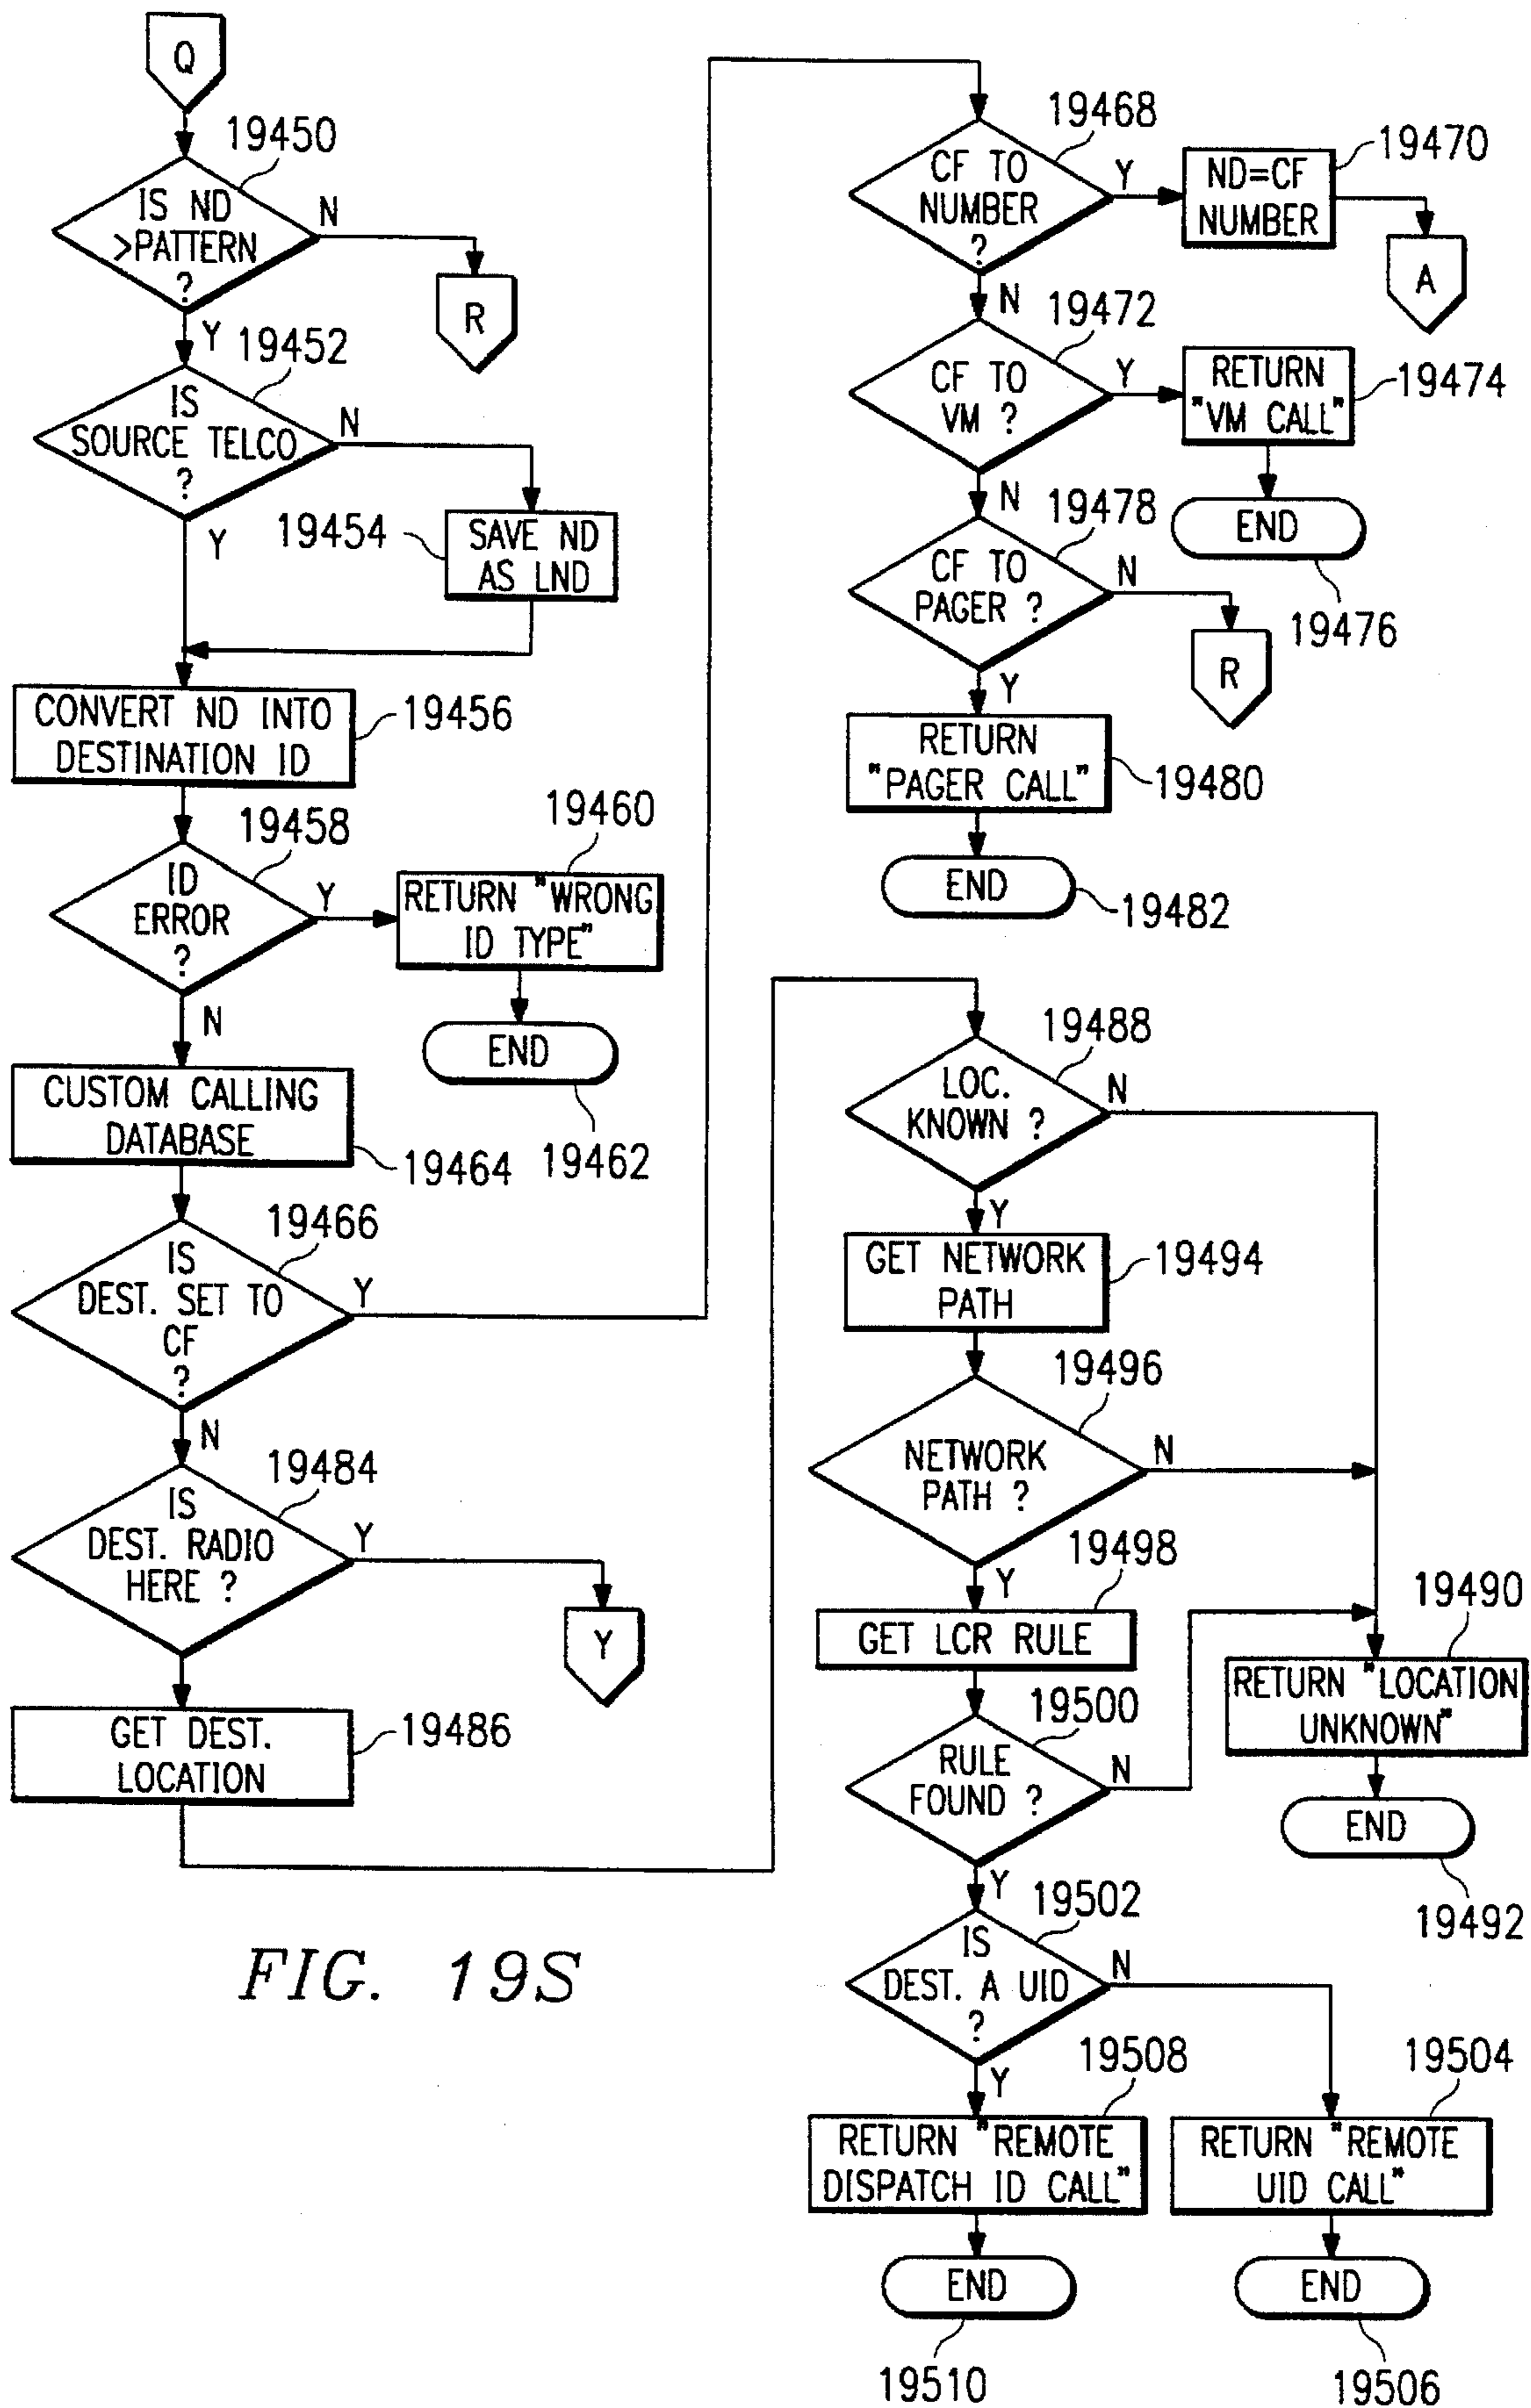 Q
19450
IS ND
>PATTERN
?
N
R
Y
19452
IS
SOURCE TELCO
?
N
Y
19454
SAVE ND
AS LND
CONVERT ND INTO
DESTINATION ID
19456
19458
ID
ERROR
?
Y
19460
RETURN "WRONG
ID TYPE"
N
END
19462
CUSTOM CALLING
DATABASE
19464
19466
IS
DEST. SET TO
CF
?
Y
N
19484
IS
DEST. RADIO
HERE ?
Y
Y
GET DEST.
LOCATION
19486
19468
CF TO
NUMBER
?
Y
19470
ND=CF
NUMBER
A
N
19472
CF TO
VM ?
Y
RETURN
"VM CALL"
19474
END
19476
N
19478
CF TO
PAGER ?
N
R
Y
RETURN
"PAGER CALL"
19480
END
19482
19488
LOC.
KNOWN ?
N
Y
GET NETWORK
PATH
19494
19496
NETWORK
PATH ?
N
Y
19498
GET LCR RULE
19490
RETURN "LOCATION
UNKNOWN"
END
19492
19500
RULE
FOUND ?
N
Y
19502
IS
DEST. A UID
?
N
Y
19508
RETURN "REMOTE
DISPATCH ID CALL"
END
19510
19504
RETURN "REMOTE
UID CALL"
END
19506
FIG. 19S